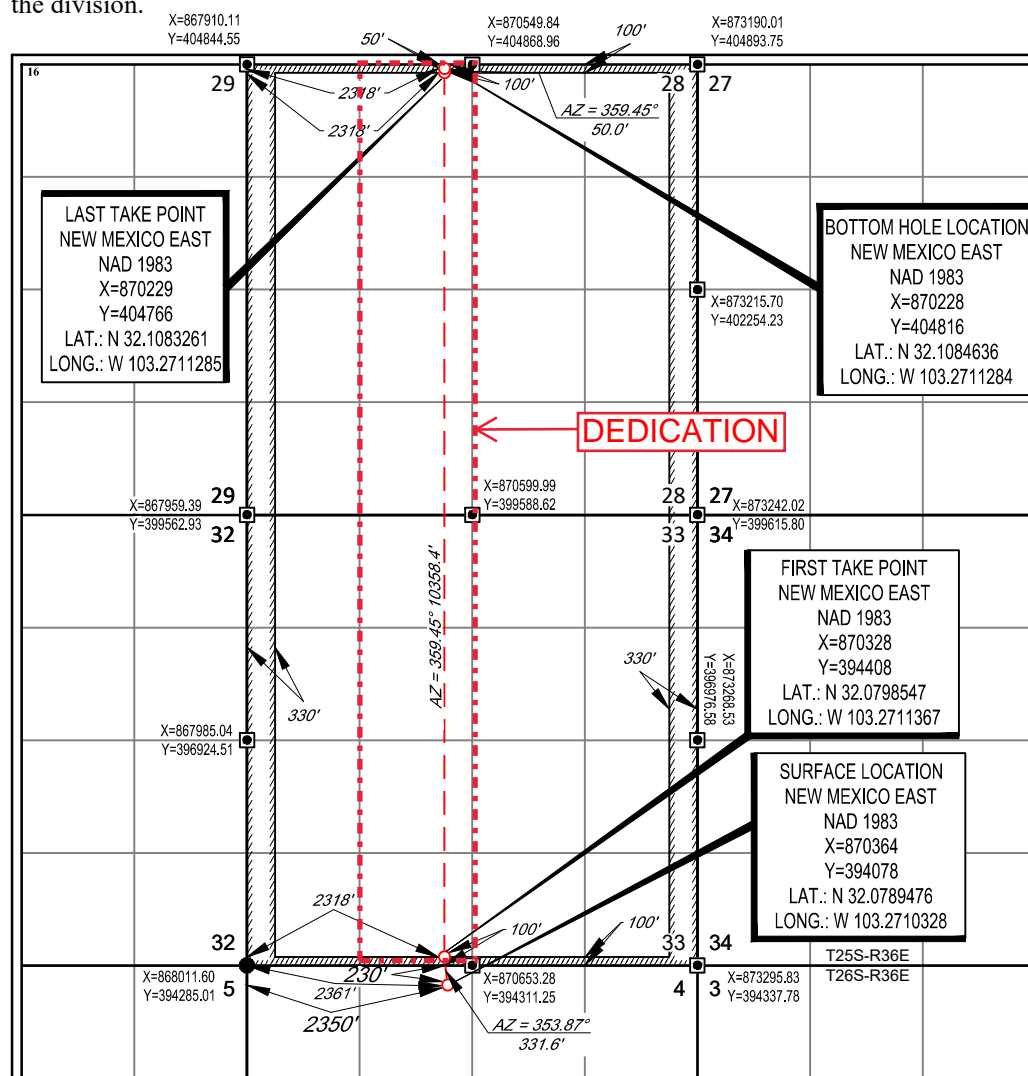 the division.
X=867910.11
Y=404844.55
50'
X=870549.84
Y=404868.96
100'
X=873190.01
Y=404893.75
16
29
2318'
100'
28
27
2318'
AZ = 359.45°
50.0'
LAST TAKE POINT
NEW MEXICO EAST
NAD 1983
X=870229
Y=404766
LAT.: N 32.1083261
LONG.: W 103.2711285
BOTTOM HOLE LOCATION
NEW MEXICO EAST
NAD 1983
X=870228
Y=404816
LAT.: N 32.1084636
LONG.: W 103.2711284
X=873215.70
Y=402254.23
DEDICATION
X=867959.39
Y=399562.93
29
32
X=870599.99
Y=399588.62
28
33
27
34
X=873242.02
Y=399615.80
AZ = 359.45° 10358.4'
FIRST TAKE POINT
NEW MEXICO EAST
NAD 1983
X=870328
Y=394408
LAT.: N 32.0798547
LONG.: W 103.2711367
330'
330'
X=873268.53
Y=396976.58
X=867985.04
Y=396924.51
SURFACE LOCATION
NEW MEXICO EAST
NAD 1983
X=870364
Y=394078
LAT.: N 32.0789476
LONG.: W 103.2710328
2318'
100'
100'
32
33
34
T25S-R36E
T26S-R36E
X=868011.60
Y=394285.01
5
230'
2361'
2350'
X=870653.28
Y=394311.25
4
3
X=873295.83
Y=394337.78
AZ = 353.87°
331.6'